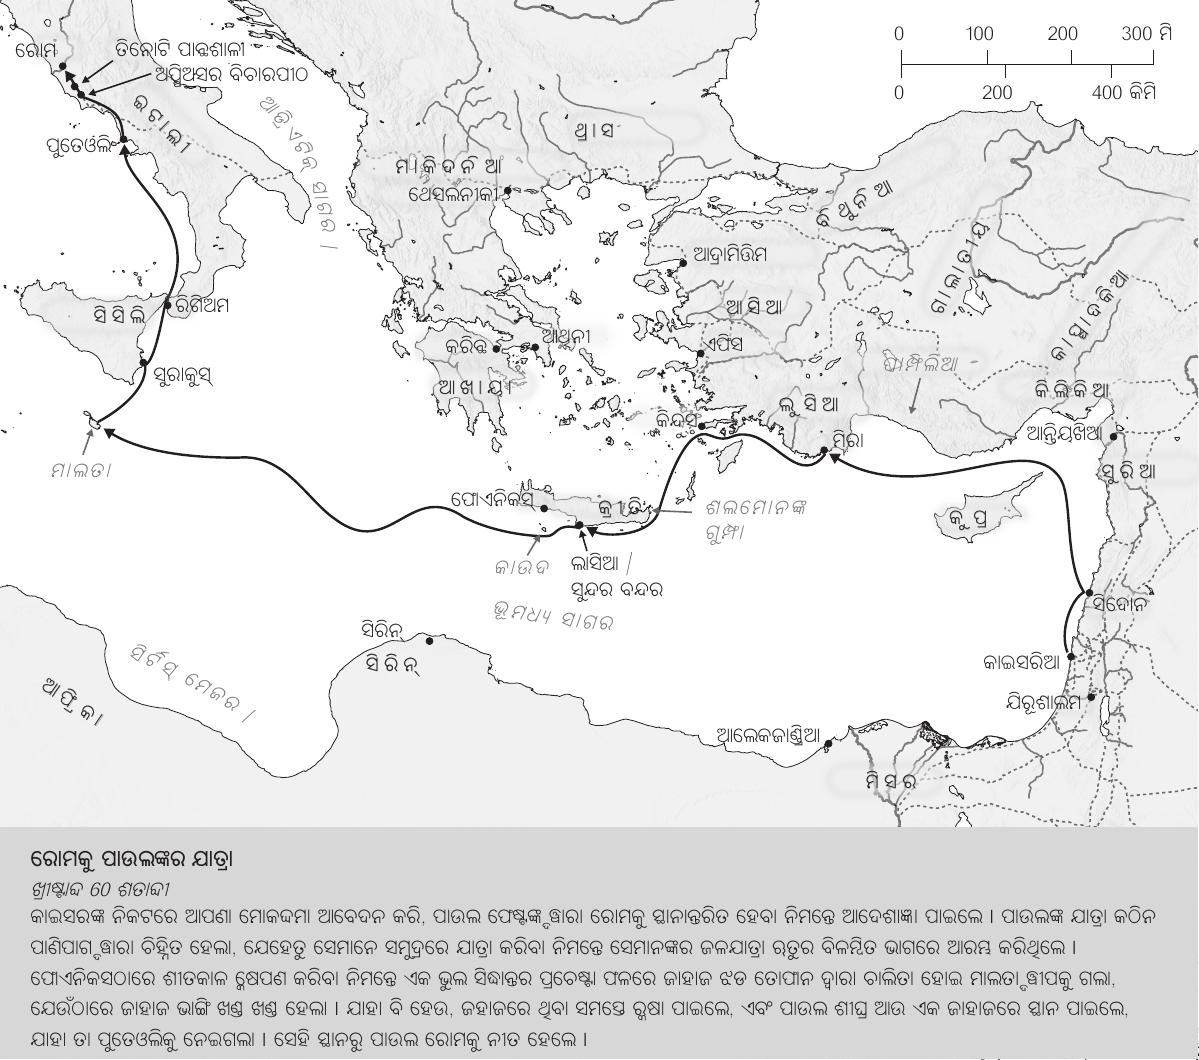 ରୋମ
ତିନୋଟି ପାନ୍ଥଶାଳୀ
ଅପ୍ପିଅସର ବିଚାରପୀଠ
0 100 200 300 ମି
0 200 400 କିମି
ଇଟାଲୀ
ଆଡ୍ରିଏଟିକ୍ ସାଗର ।
ପୁତେଓଲି
ଥ୍ରାସ
ମାକିଦନିଆ
ଥେସଲନୀକୀ
ବିଥୁନିଆ
ଗାଲାତୀୟ
କାପ୍ପାଦକିଆ
ଆଦ୍ରାମିତ୍ତିମ
ଆସିଆ
ଏଫିସ
ସିସିଲି
ରିଗିଅମ
ସୁରାକୁସ୍
କରିନ୍ଥ
ଆଥୁନୀ
ଆଖାୟା
ପାମ୍ଫିଲିଆ
କିଲିକିଆ
ଲୁସିଆ
କିନ୍ଦୁସ
ମିରା
ଆନ୍ତିୟଖିଆ
ସୁରିଆ
ମାଲତା
ଫୋଏନିକସ୍
କ୍ରୀତି
ଶଲମୋନଙ୍କ
ଗୁମ୍ଫା
କୁପ୍ର
କାଉଦ
ଲାସିଆ /
ସୁନ୍ଦର ବନ୍ଦର
ଭୂମଧ୍ୟ ସାଗର
ସିଦୋନ
ସିରିନ୍
ସିରିନ୍
ସିର୍ଟିସ୍ ମେଜର ।
ଆଫ୍ରିକା
କାଇସରିଆ
ଯିରୂଶାଲମ
ଆଲେକଜାଣ୍ଡ୍ରିଆ
ମିସର
ରୋମକୁ ପାଉଲଙ୍କର ଯାତ୍ରା
ଖ୍ରୀଷ୍ଟାବ୍ଦ 60 ଶତାବ୍ଦୀ
କାଇସରଙ୍କ ନିକଟରେ ଆପଣା ମୋକଦ୍ଦମା ଆବେଦନ କରି, ପାଉଲ ଫେଷ୍ଟଙ୍କ ଦ୍ୱାରା ରୋମକୁ ସ୍ଥାନାନ୍ତରିତ ହେବା ନିମନ୍ତେ ଆଦେଶାଜ୍ଞା ପାଇଲେ । ପାଉଲଙ୍କ ଯାତ୍ରା କଠିନ
ପାଣିପାଗ ଦ୍ୱାରା ଚିହ୍ନିତ ହେଲା, ଯେହେତୁ ସେମାନେ ସମୁଦ୍ରରେ ଯାତ୍ରା କରିବା ନିମନ୍ତେ ସେମାନଙ୍କର ଜଳଯାତ୍ରା ଋତୁର ବିଳମ୍ବିତ ଭାଗରେ ଆରମ୍ଭ କରିଥିଲେ ।
ଫୋଏନିକସଠାରେ ଶୀତକାଳ କ୍ଷେପଣ କରିବା ନିମନ୍ତେ ଏକ ଭୁଲ ସିଦ୍ଧାନ୍ତର ପ୍ରଚେଷ୍ଟା ଫଳରେ ଜାହାଜ ଝଡ ତୋଫାନ ଦ୍ୱାରା ଚାଳିତା ହୋଇ ମାଲତା ଦ୍ୱୀପକୁ ଗଲା,
ଯେଉଁଠାରେ ଜାହାଜ ଭାଙ୍ଗି ଖଣ୍ଡ ଖଣ୍ଡ ହେଲା । ଯାହା ବି ହେଉ, ଜହାଜରେ ଥିବା ସମସ୍ତେ ରକ୍ଷା ପାଇଲେ, ଏବଂ ପାଉଲ ଶୀଘ୍ର ଆଉ ଏକ ଜାହାଜରେ ସ୍ଥାନ ପାଇଲେ,
ଯାହା ତା ପୁତେଓଲିକୁ ନେଇଗଲା । ସେହି ସ୍ଥାନରୁ ପାଉଲ ରୋମକୁ ନୀତ ହେଲେ ।